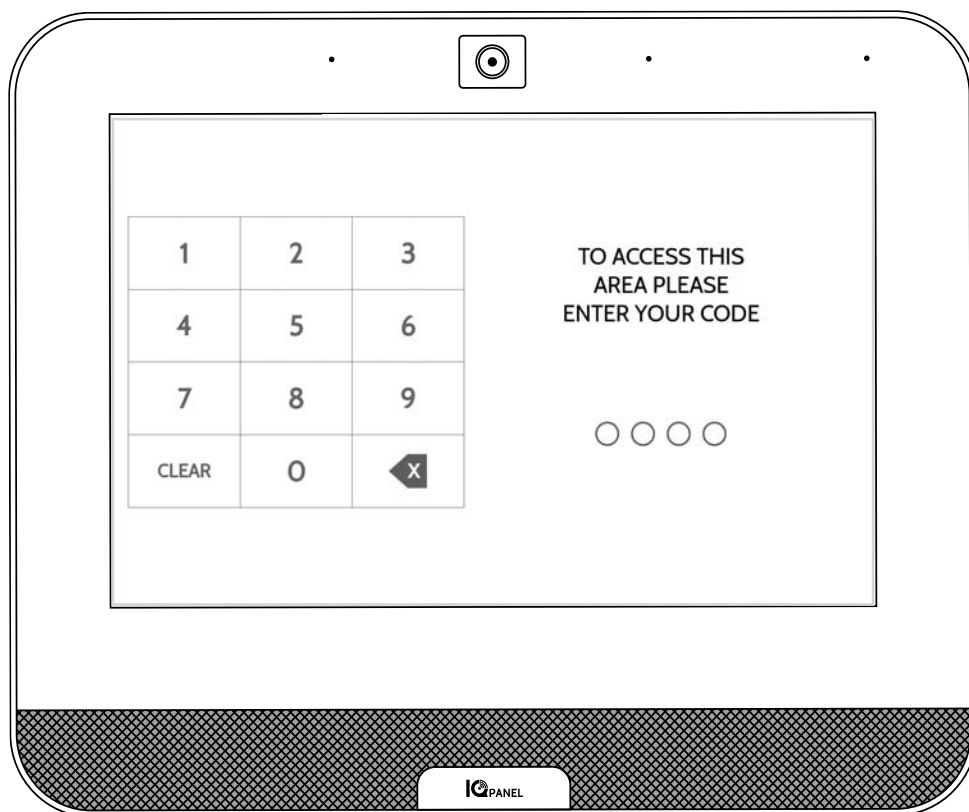 1 2 3
4 5 6
7 8 9
CLEAR 0 X
TO ACCESS THIS
AREA PLEASE
ENTER YOUR CODE
IQ PANEL